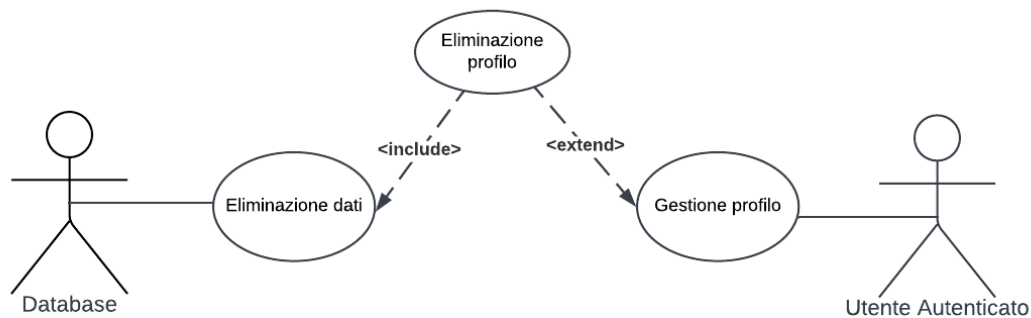 Eliminazione
profilo
<include>
<extend>
Eliminazione dati
Gestione profilo
Database
Utente Autenticato